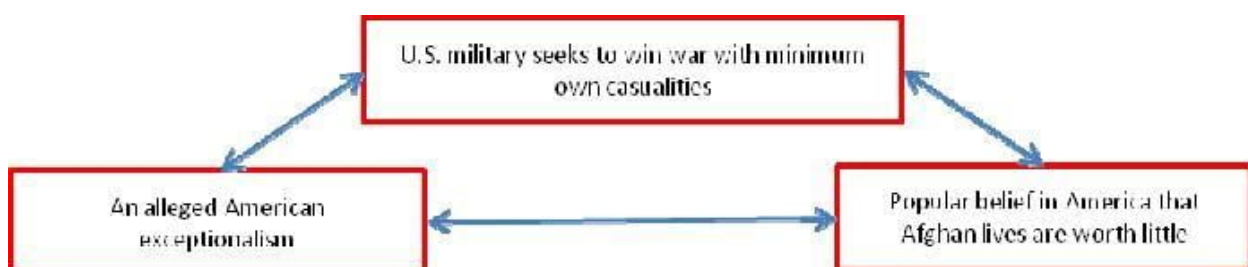 U.S. military seeks to win war with minimum
own casualities
An alleged American
exceptionalism
Popular belief in America that
Afghan lives are worth little